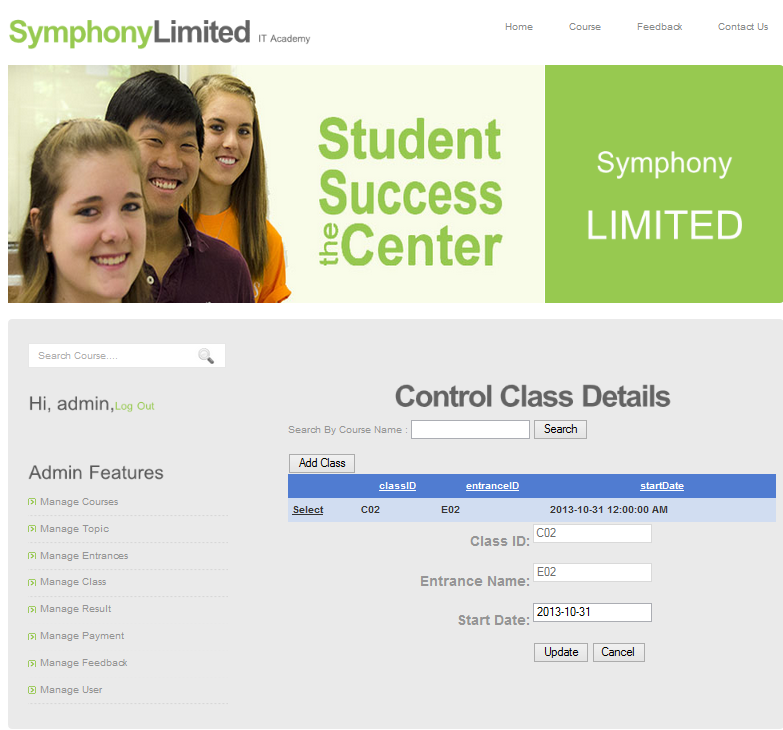 SymphonyLimited IT Academy
Home Course Feedback Contact Us
Student
Success
the Center
Symphony
LIMITED
Search Course....
Hi, admin,Log Out
Admin Features
Manage Courses
Manage Topic
Manage Entrances
Manage Class
Manage Result
Manage Payment
Manage Feedback
Manage User
Control Class Details
Search By Course Name : Search
Add Class
classID entranceID startDate
Select C02 E02 2013-10-31 12:00:00 AM
Class ID: C02
Entrance Name: E02
Start Date: 2013-10-31
Update Cancel